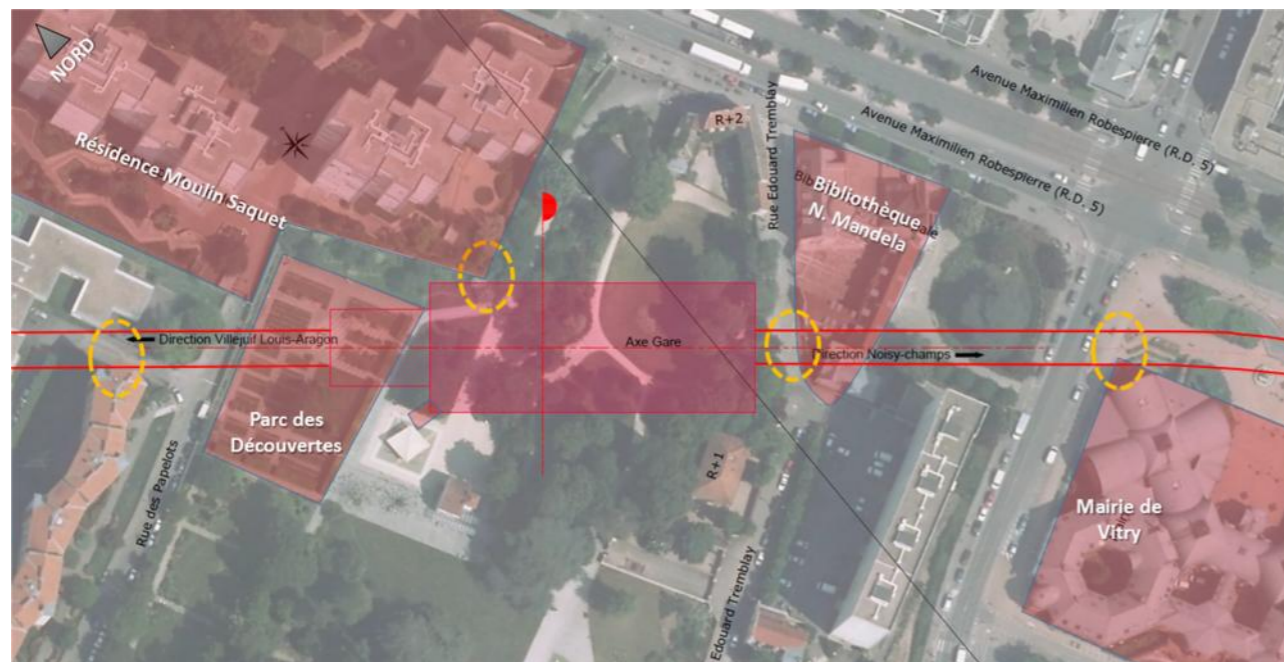 NORD
Résidence Moulin Saquet
R+2
Rue Edouard Tremblay
Avenue Maximilien Robespierre (R.D. 5)
Avenue Maximilien Robespierre (R.D. 5)
Bibliothèque
N. Mandela
Direction Villejuif Louis-Aragon
Axe Gare
Direction Noisy-champs
Parc des
Découvertes
Rue des Papelots
R+1
Edouard Tremblay
Mairie de
Vitry